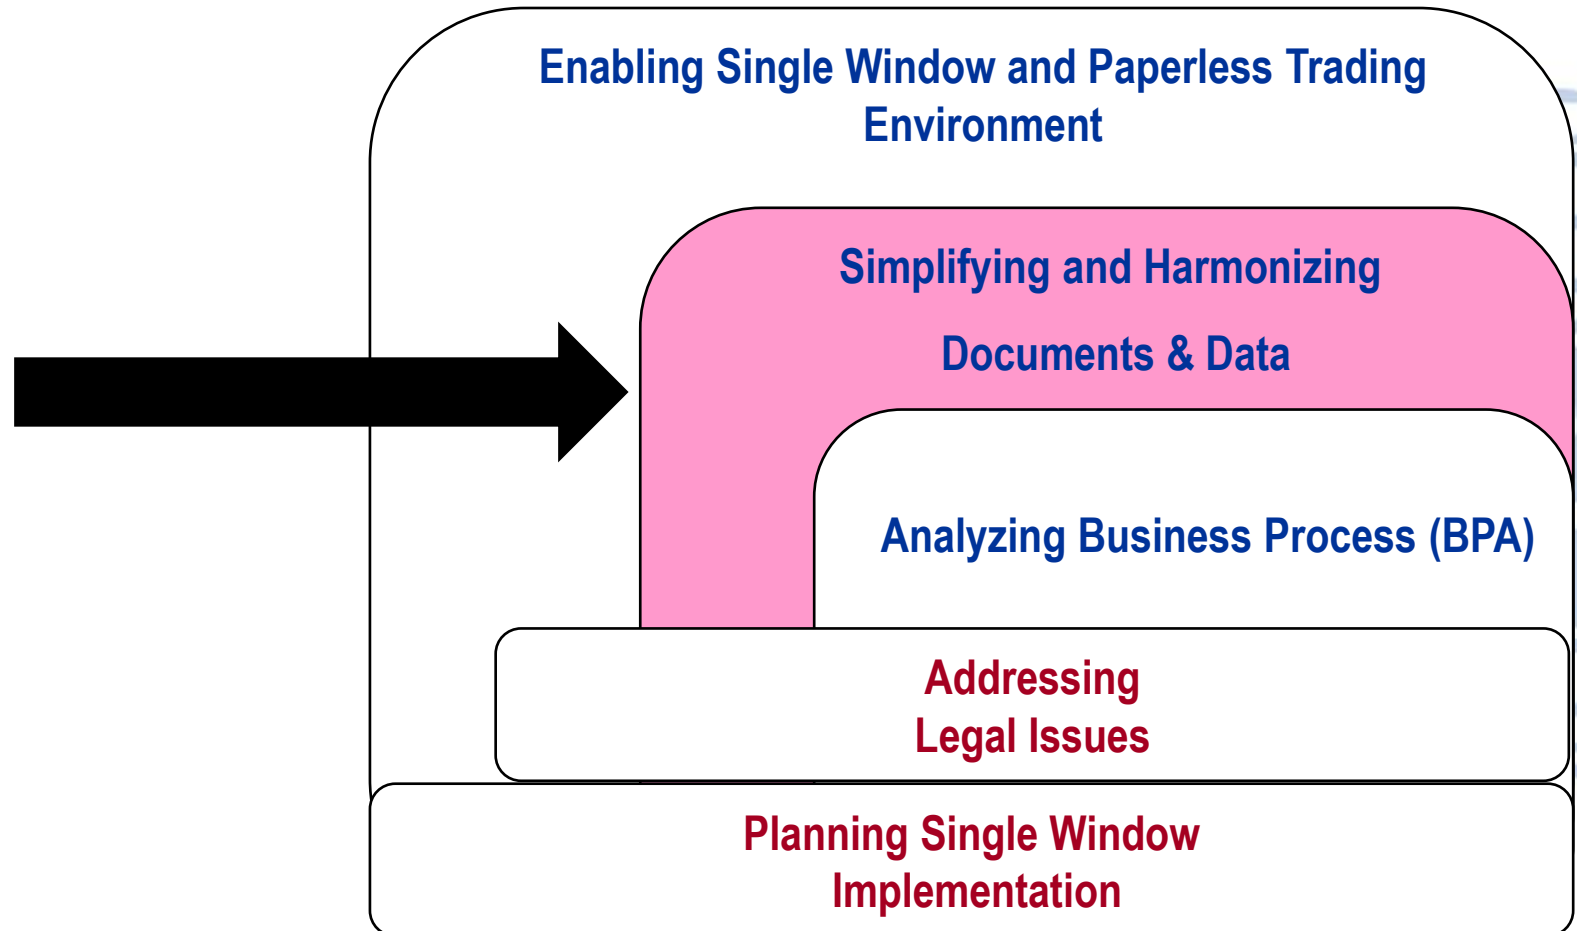 Enabling Single Window and Paperless Trading
Environment
Simplifying and Harmonizing
Documents & Data
Analyzing Business Process (BPA)
Addressing
Legal Issues
Planning Single Window
Implementation